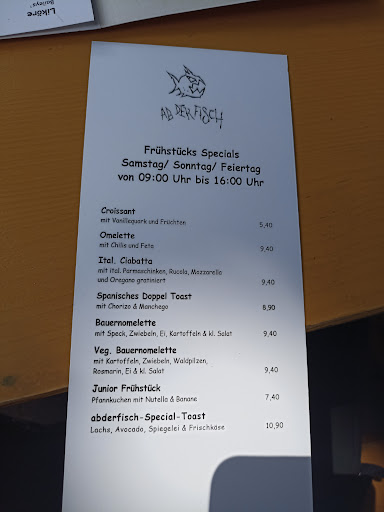 Liköre
Baileys*
AB DER FISCH
Frühstücks Specials
Samstag/ Sonntag/ Feiertag
von 09:00 Uhr bis 16:00 Uhr
Croissant
mit Vanillequark und Früchten 5,40
Omelette
mit Chilis und Feta 9,40
Ital. Ciabatta
mit ital. Parmaschinken, Rucola, Mozzarella
und Oregano gratiniert 9,40
Spanisches Doppel Toast
mit Chorizo & Manchego 8,90
Bauernomelette
mit Speck, Zwiebeln, Ei, Kartoffeln & kl. Salat 9,40
Veg. Bauernomelette
mit Kartoffeln, Zwiebeln, Waldpilzen,
Rosmarin, Ei & kl. Salat 9,40
Junior Frühstück
Pfannkuchen mit Nutella & Banane 7,40
abderfisch-Special-Toast
Lachs, Avocado, Spiegelei & Frischkäse 10,90